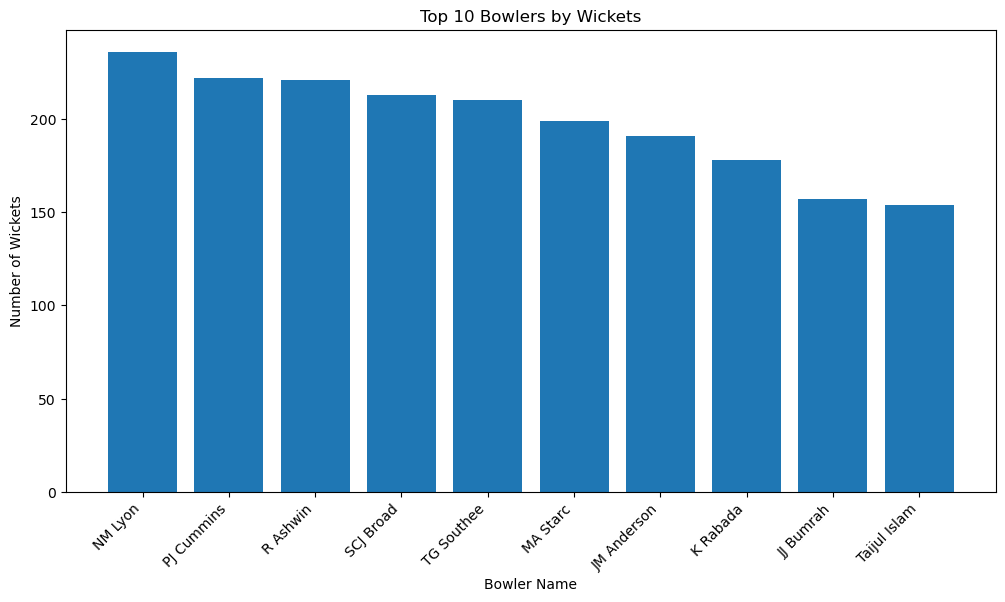 Top 10 Bowlers by Wickets
Number of Wickets
200
150
100
50
0
NM Lyon
PJ Cummins
R Ashwin
SCJ Broad
TG Southee
MA Starc
JM Anderson
K Rabada
JJ Bumrah
Taijul Islam
Bowler Name